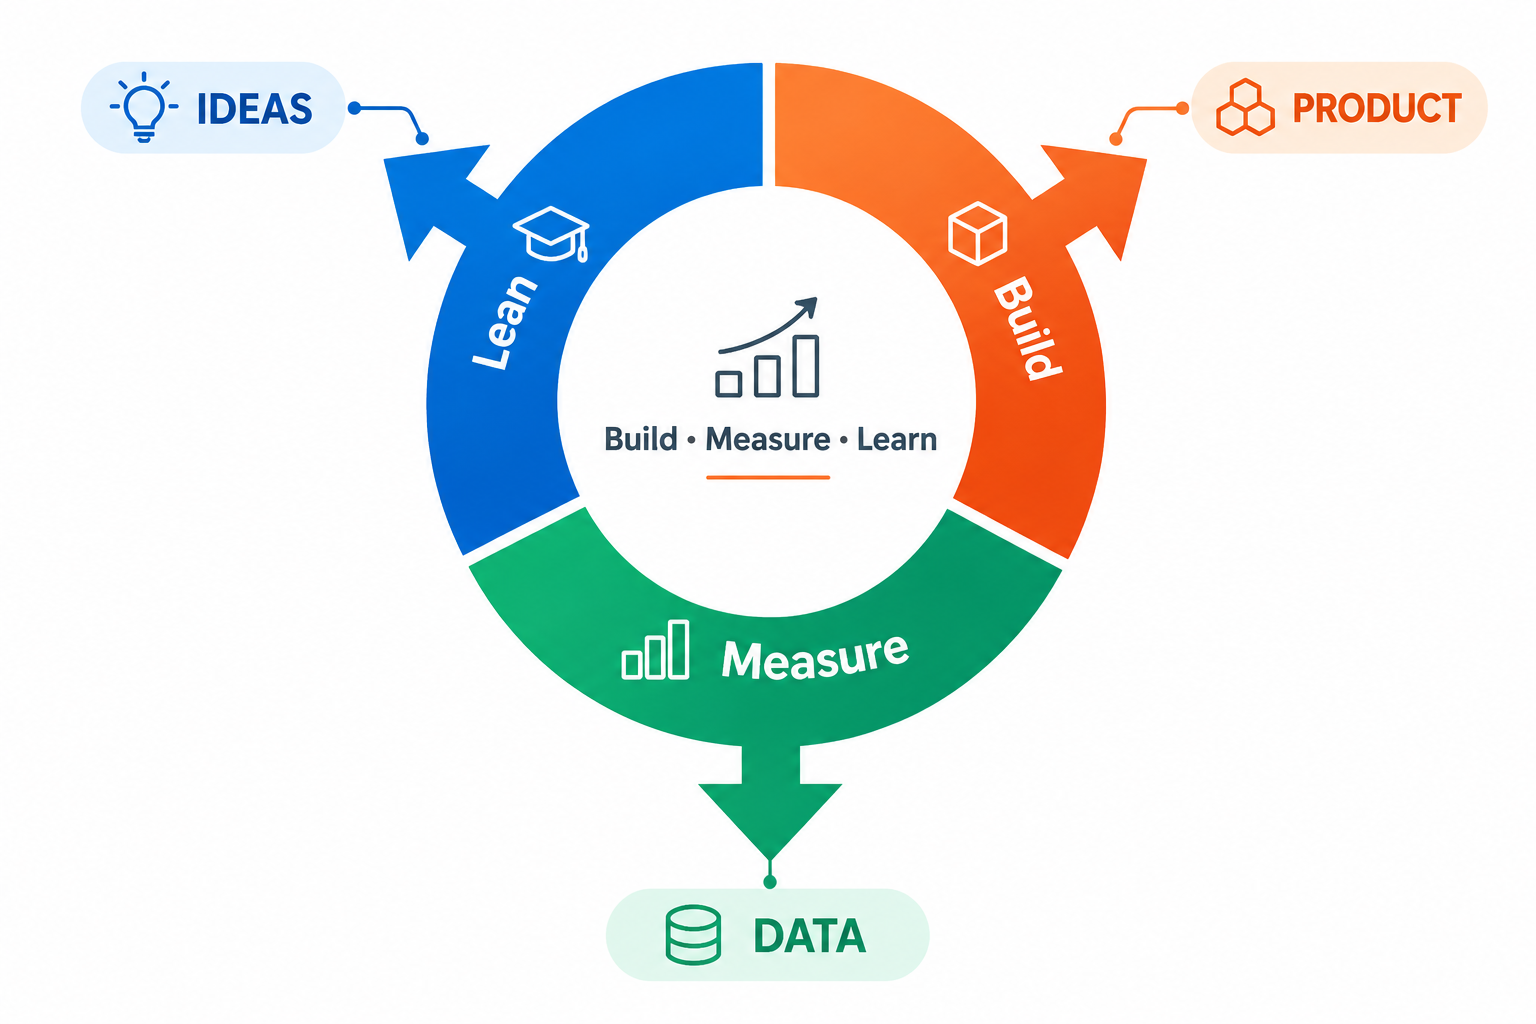 IDEAS
PRODUCT
Lean
Build
Build • Measure • Learn
Measure
DATA